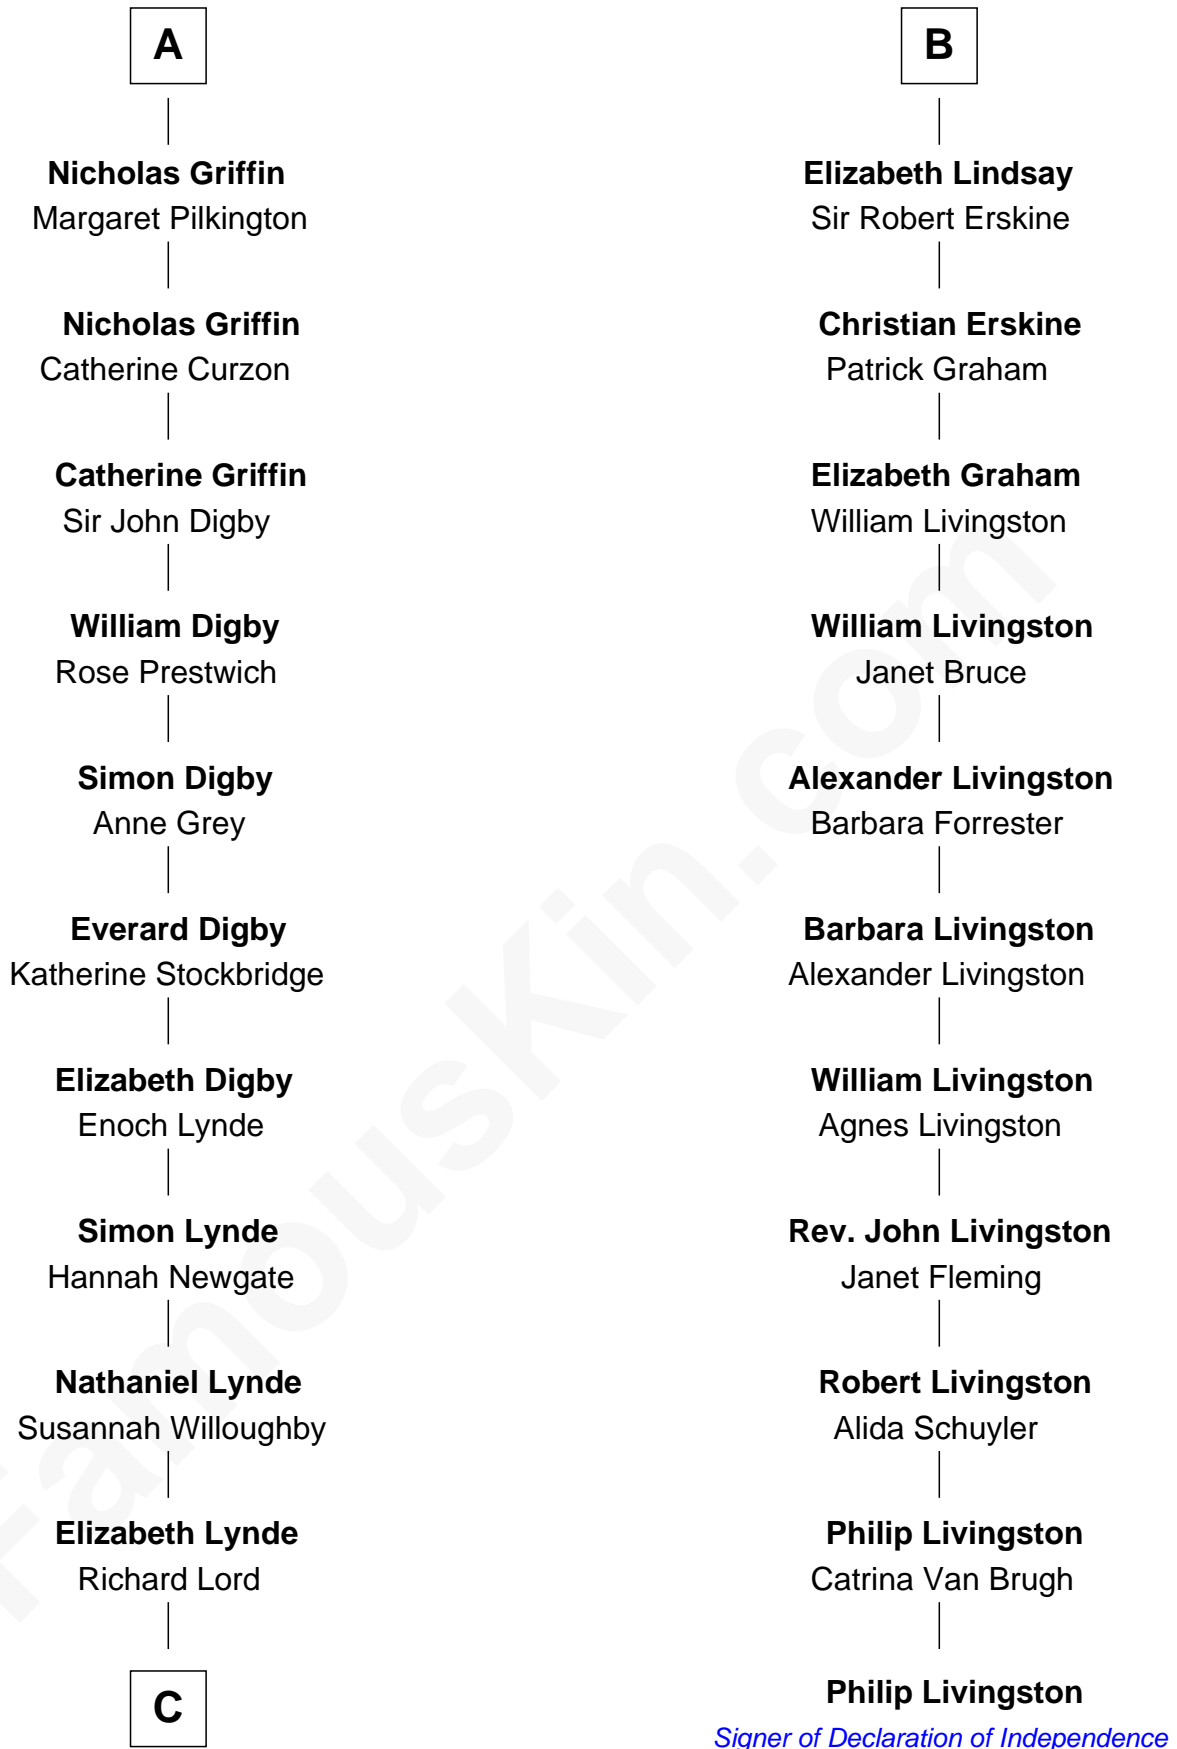 A
Nicholas Griffin
Margaret Pilkington
Nicholas Griffin
Catherine Curzon
Catherine Griffin
Sir John Digby
William Digby
Rose Prestwich
Simon Digby
Anne Grey
Everard Digby
Katherine Stockbridge
Elizabeth Digby
Enoch Lynde
Simon Lynde
Hannah Newgate
Nathaniel Lynde
Susannah Willoughby
Elizabeth Lynde
Richard Lord
C
B
Elizabeth Lindsay
Sir Robert Erskine
Christian Erskine
Patrick Graham
Elizabeth Graham
William Livingston
William Livingston
Janet Bruce
Alexander Livingston
Barbara Forrester
Barbara Livingston
Alexander Livingston
William Livingston
Agnes Livingston
Rev. John Livingston
Janet Fleming
Robert Livingston
Alida Schuyler
Philip Livingston
Catrina Van Brugh
Philip Livingston
Signer of Declaration of Independence
FamousKin.com